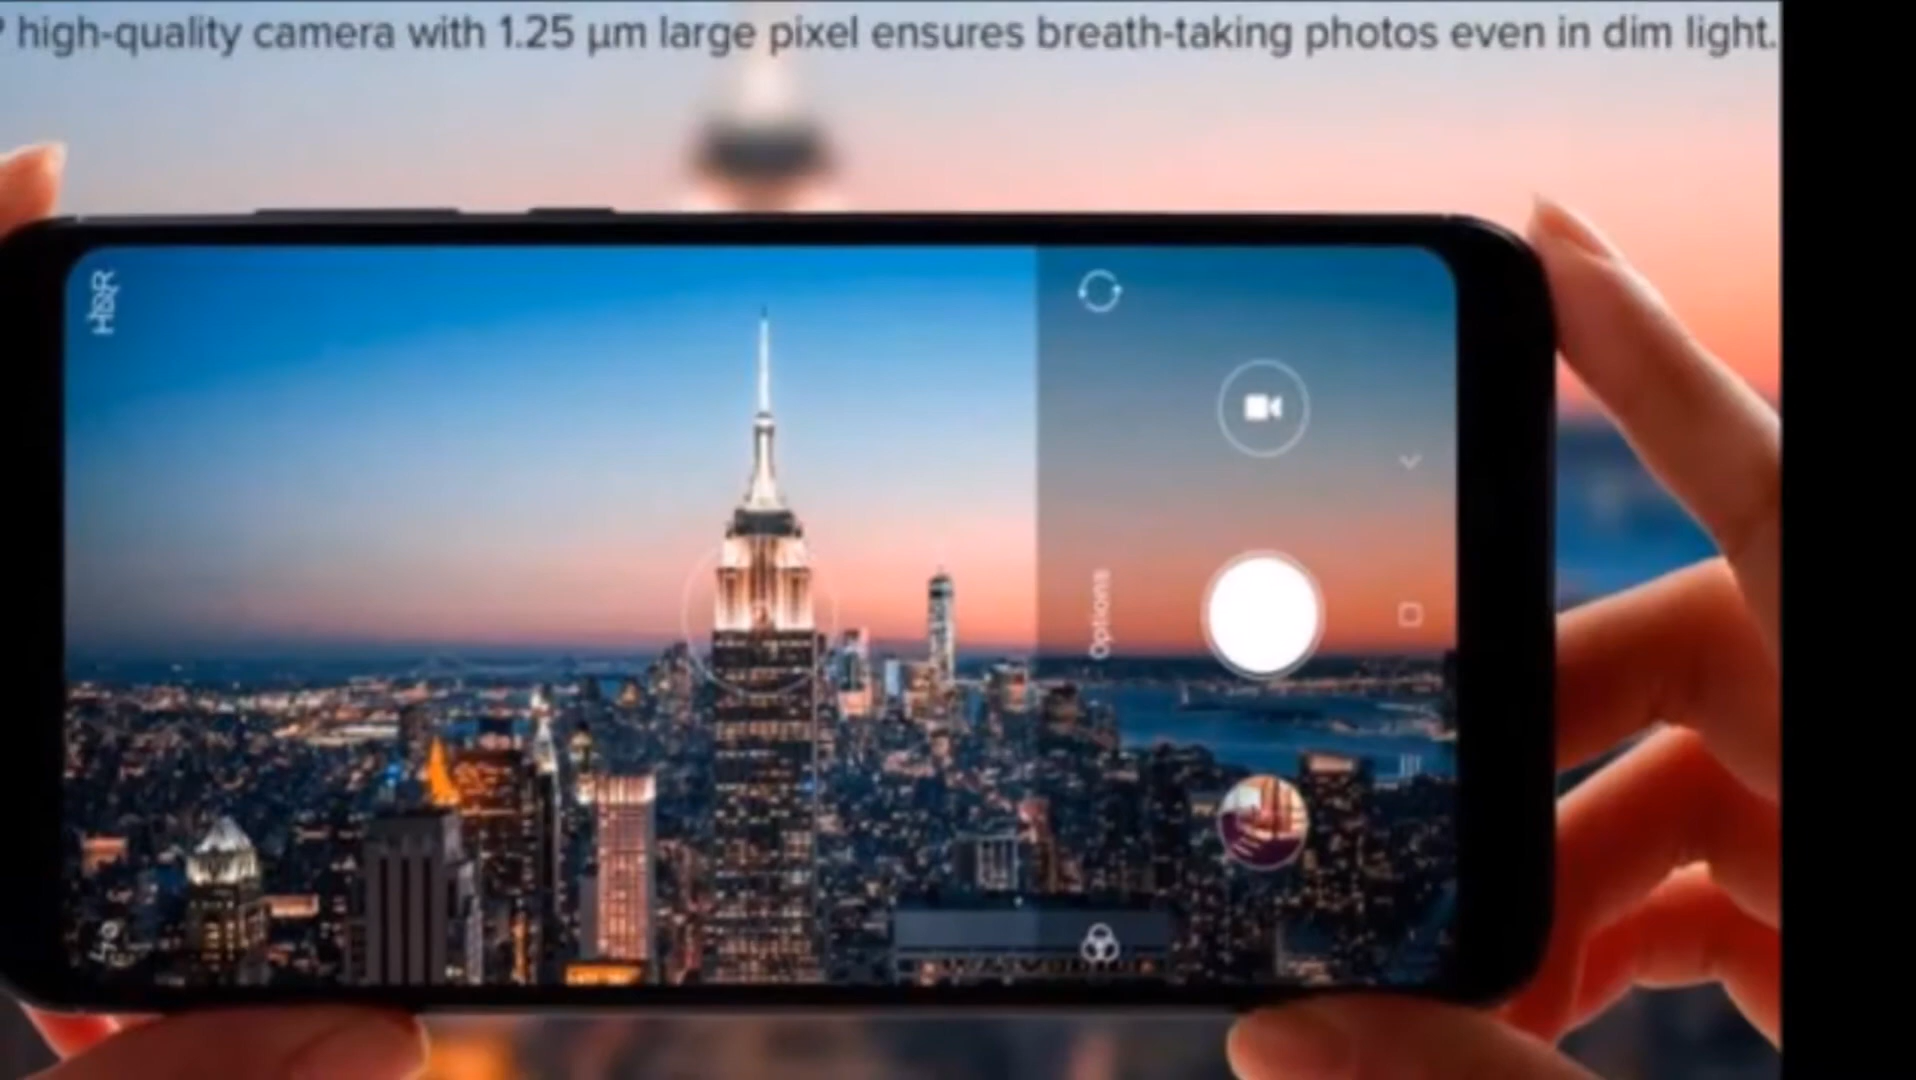 high-quality camera with 1.25 μm large pixel ensures breath-taking photos even in dim light.
HDR
Options